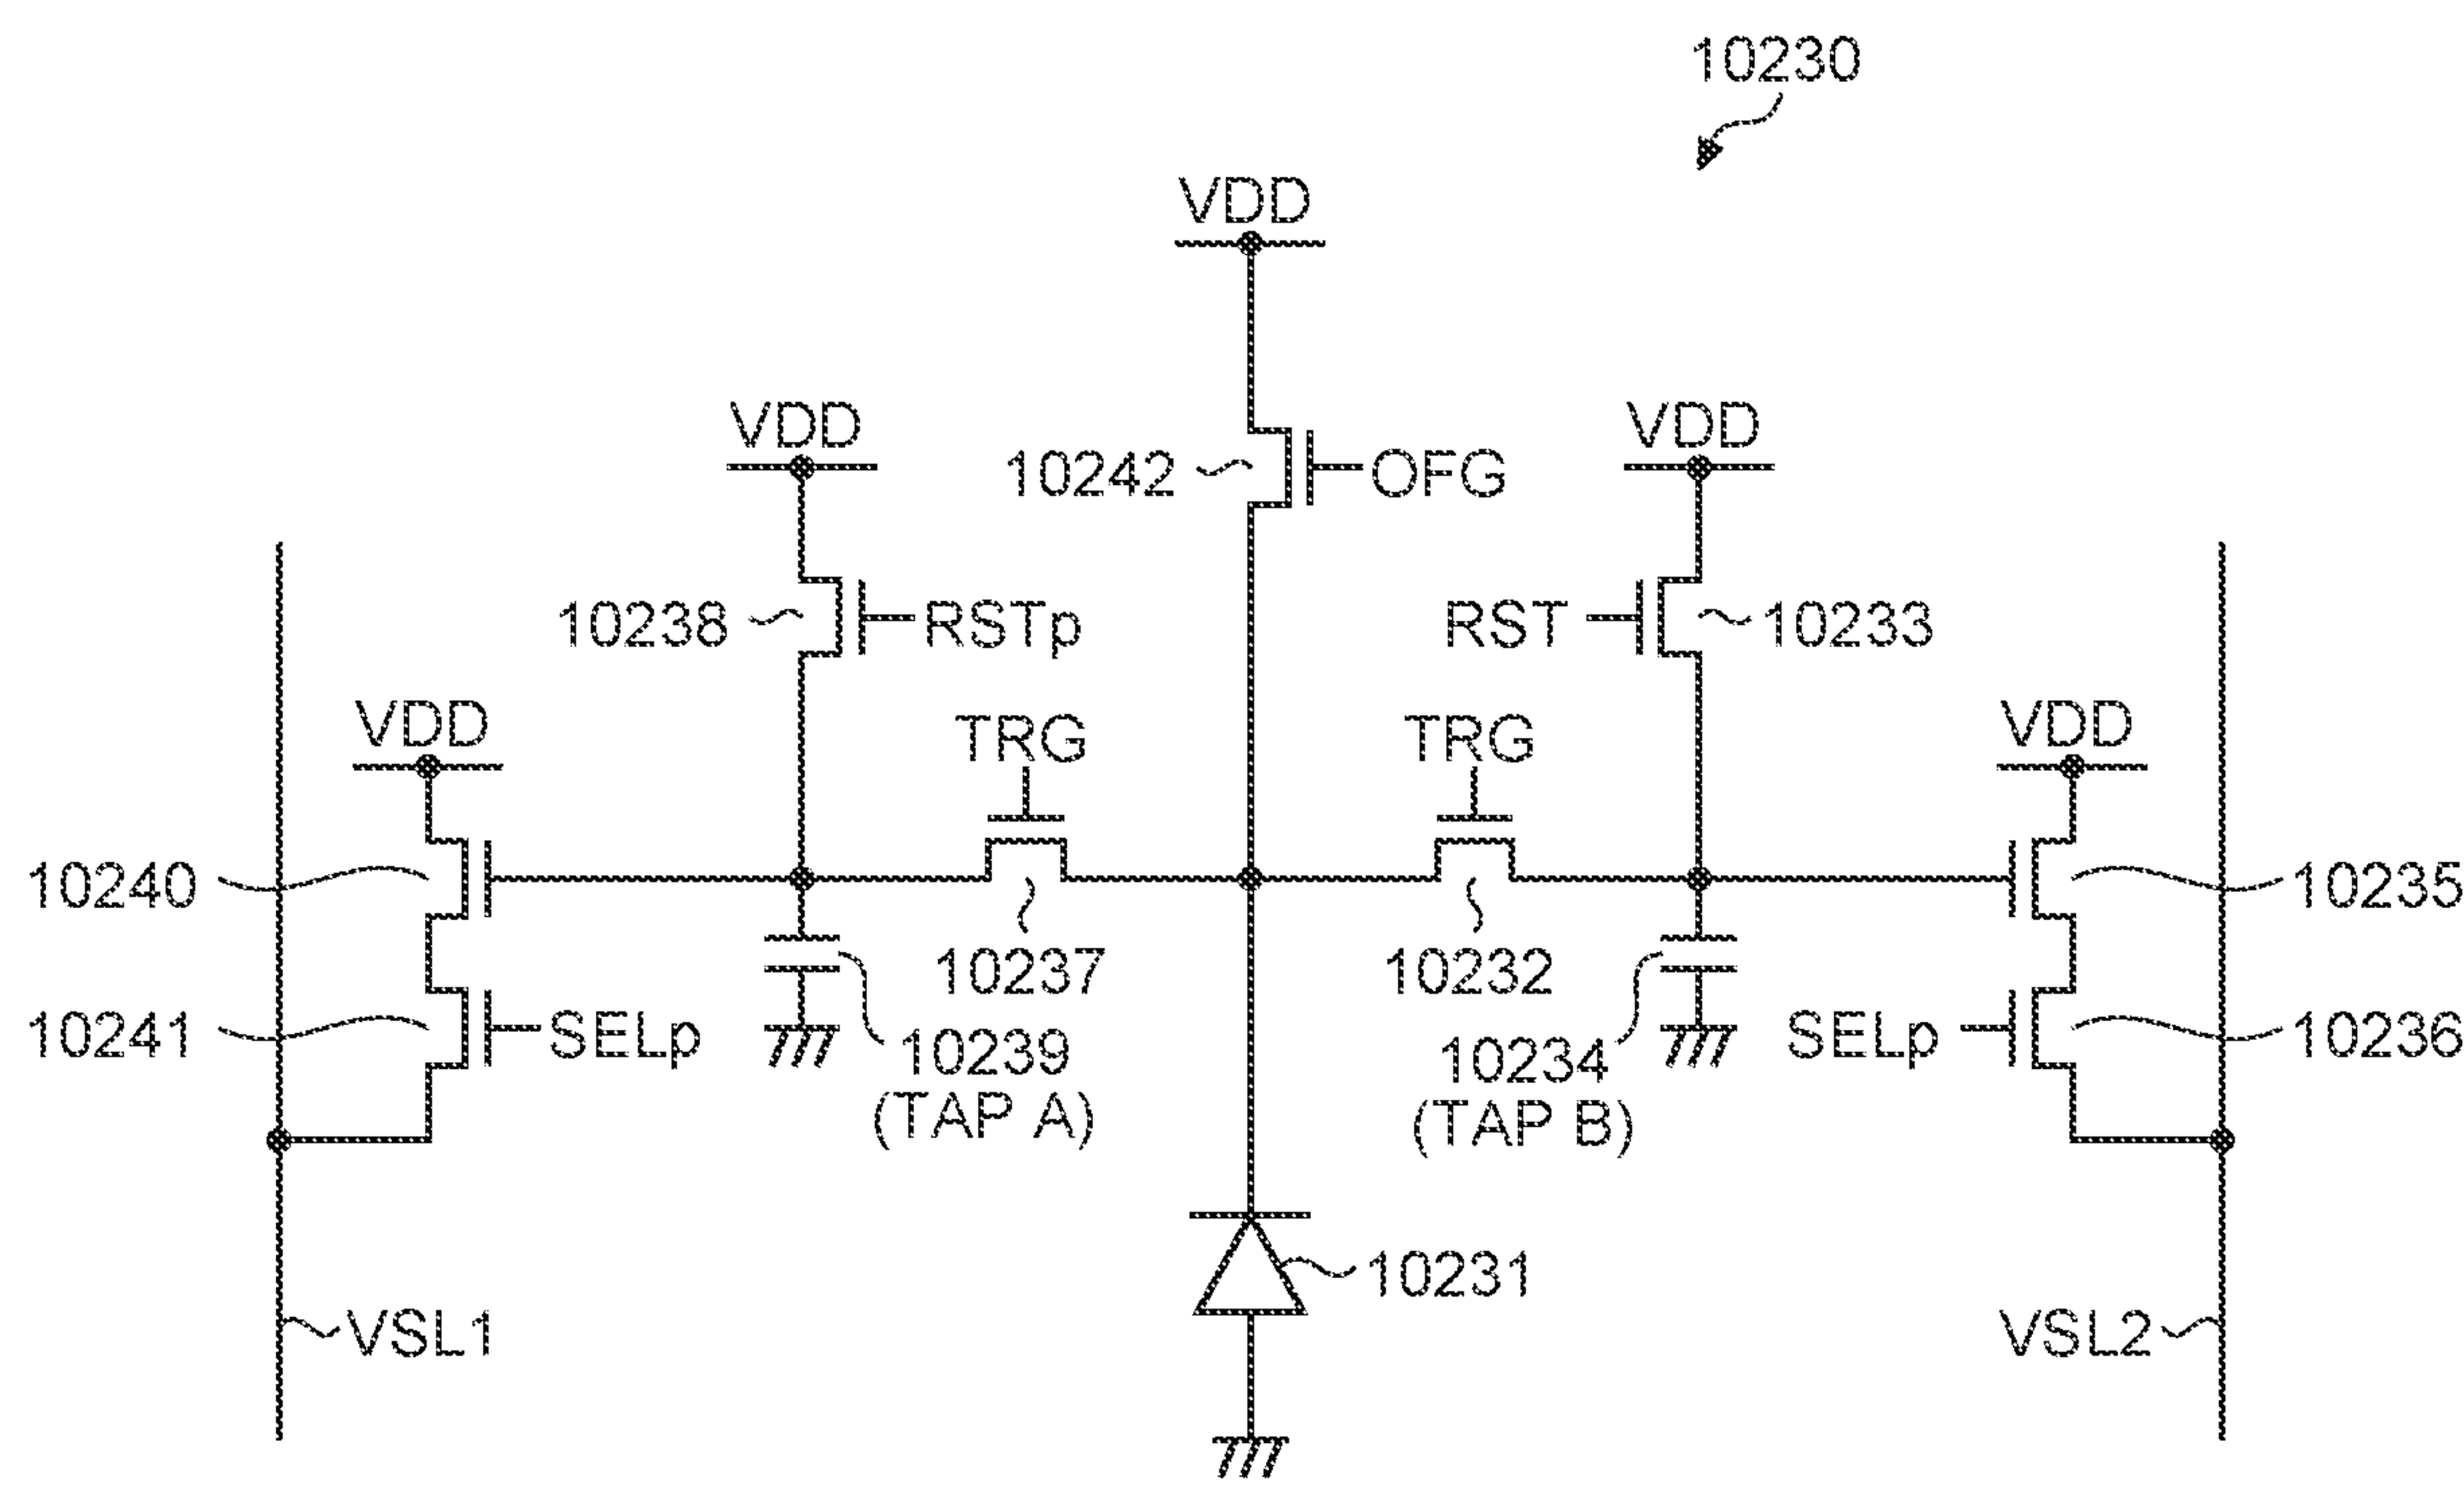 10230
VDD
VDD
10242
OFG
VDD
10238
RSTp
RST
10233
VDD
TRG
TRG
VDD
10240
10235
10237
10232
10241
SELp
10239
(TAP A)
10234
(TAP B)
SELp
10236
10231
VSL1
VSL2